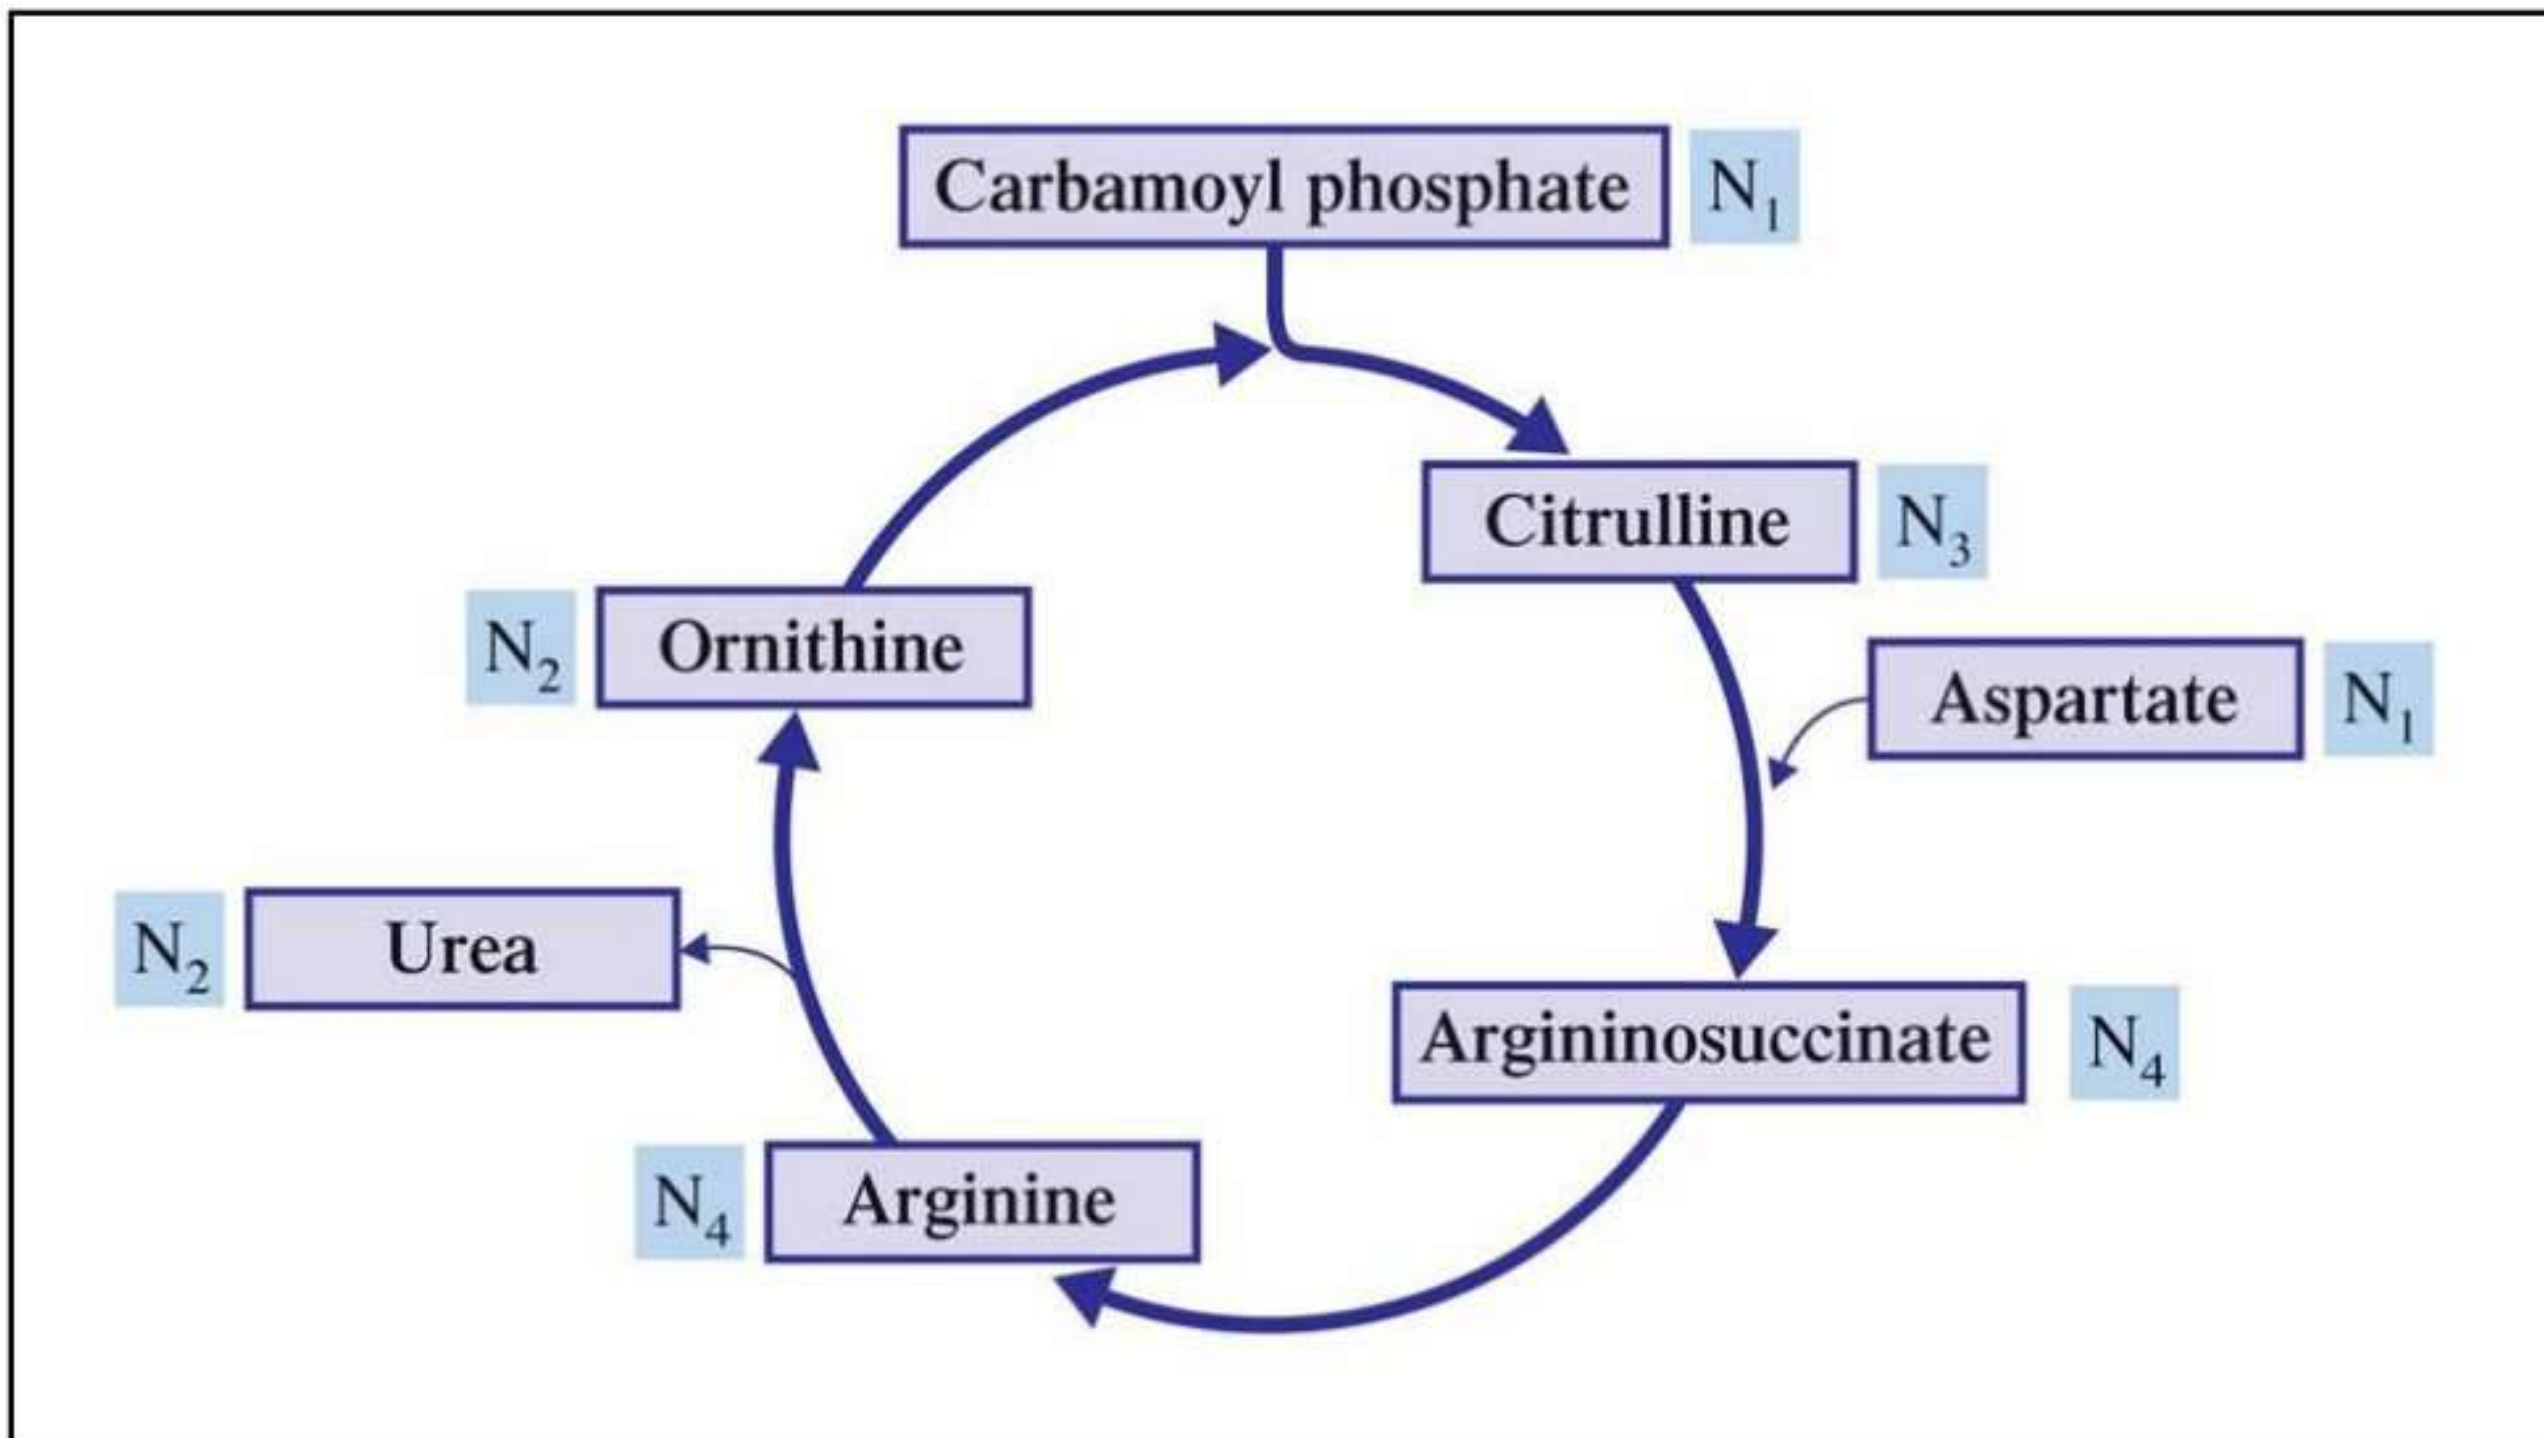 Carbamoyl phosphate N₁
Citrulline N₃
N₂ Ornithine
Aspartate N₁
N₂ Urea
Argininosuccinate N₄
N₄ Arginine